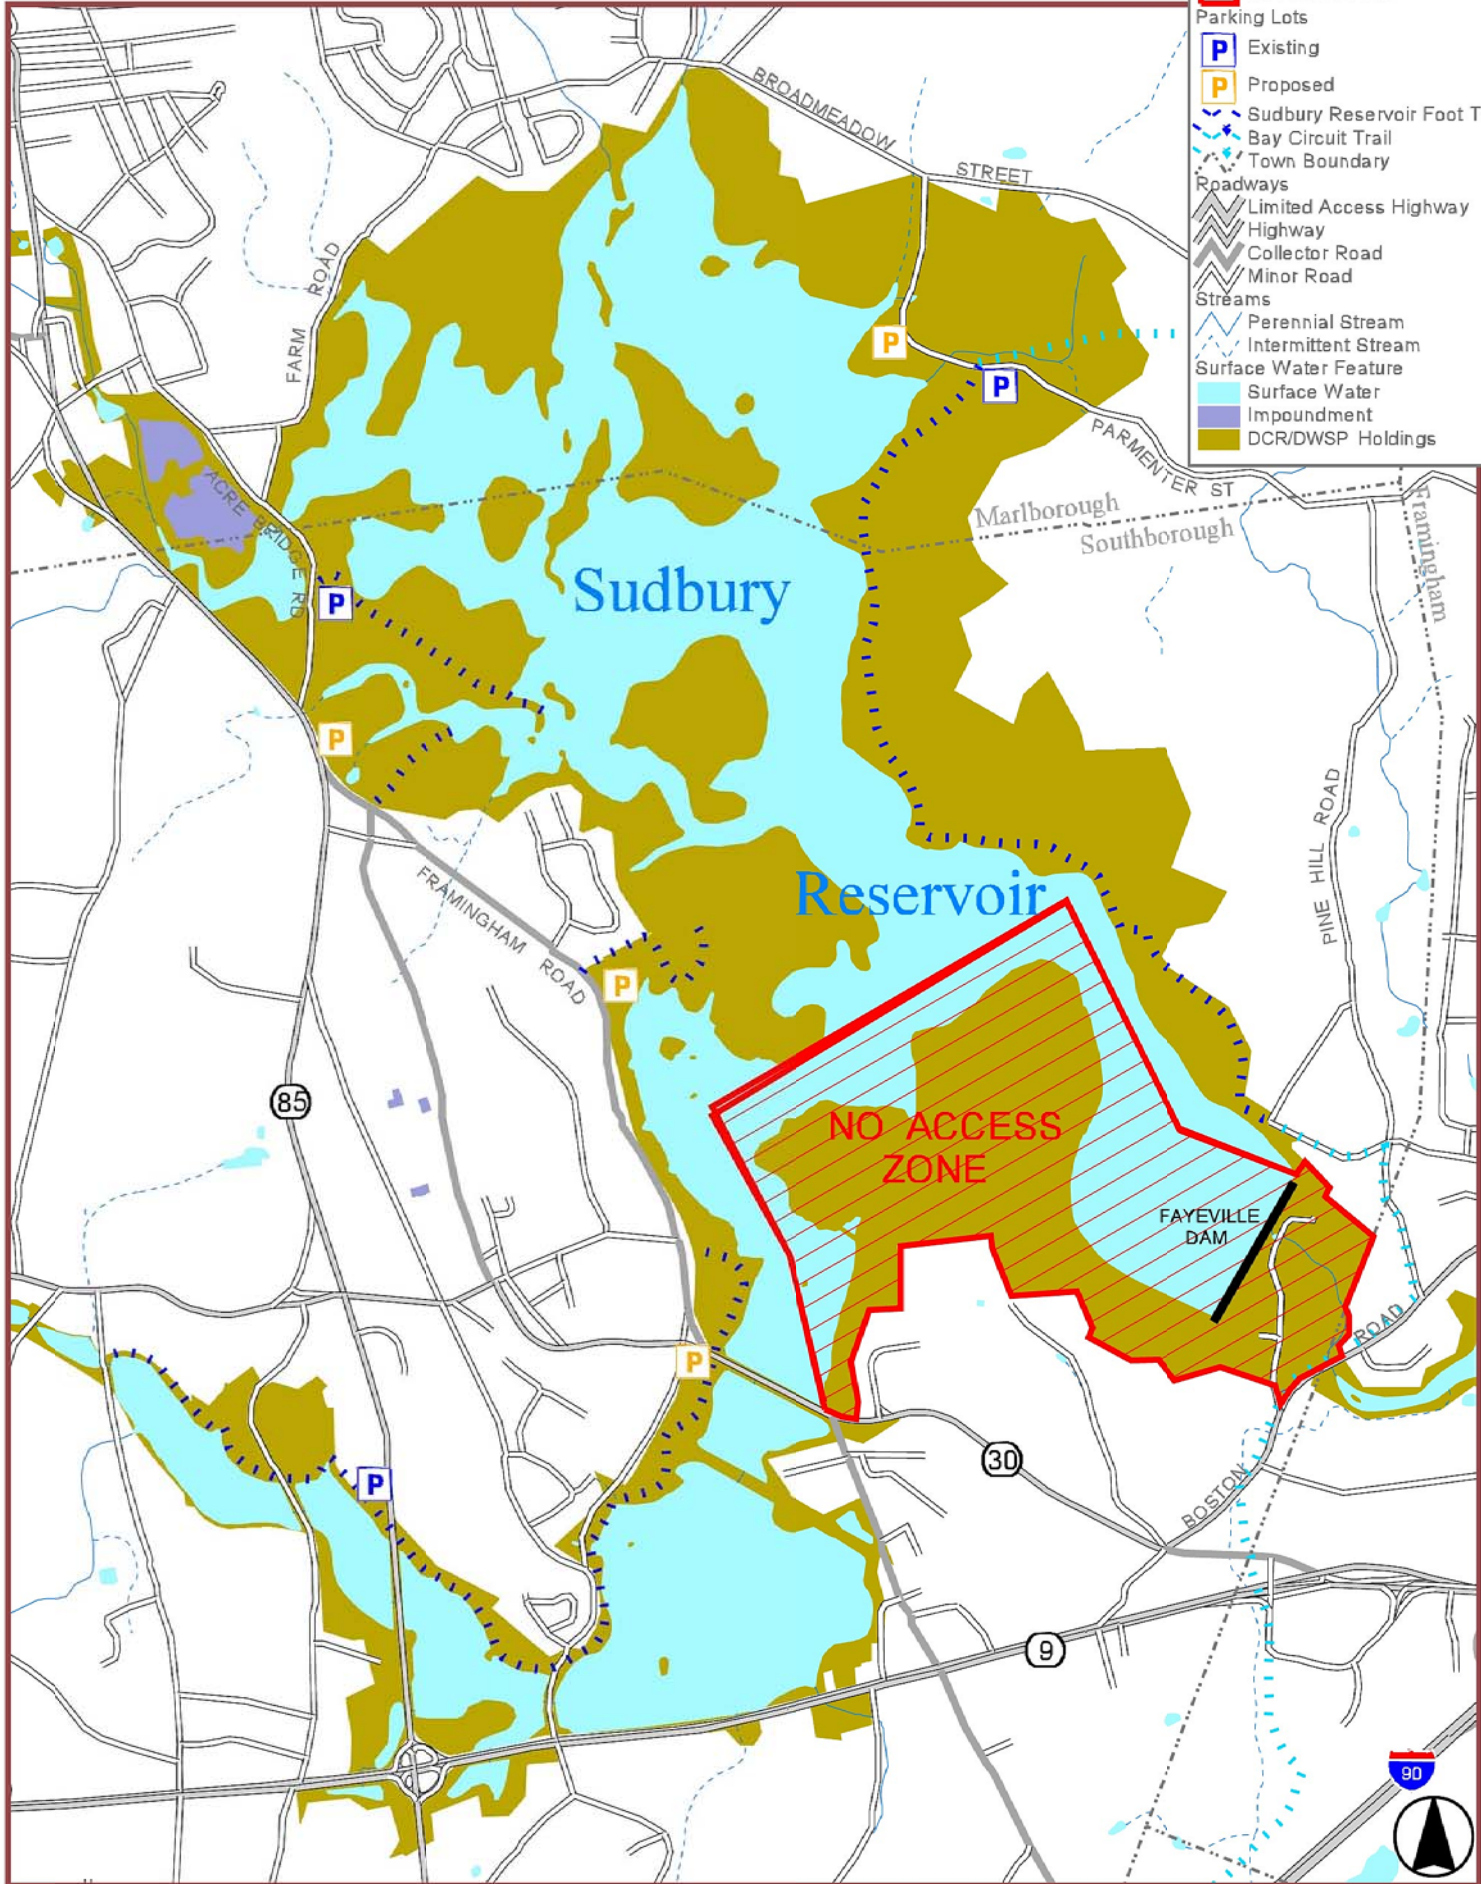 Parking Lots
P Existing
P Proposed
Sudbury Reservoir Foot T
Bay Circuit Trail
Town Boundary
Roadways
Limited Access Highway
Highway
Collector Road
Minor Road
Streams
Perennial Stream
Intermittent Stream
Surface Water Feature
Surface Water
Impoundment
DCR/DWSP Holdings
BROADMEADOW
STREET
FARM
ROAD
P
P
PARMENTER ST
ACRE BRIDGE RD
Marlborough
Southborough
Framingham
Sudbury
P
P
PINE HILL ROAD
Reservoir
FRAMINGHAM
ROAD
P
85
NO ACCESS
ZONE
FAYEVILLE
DAM
ROAD
P
P
30
BOSTON
9
90